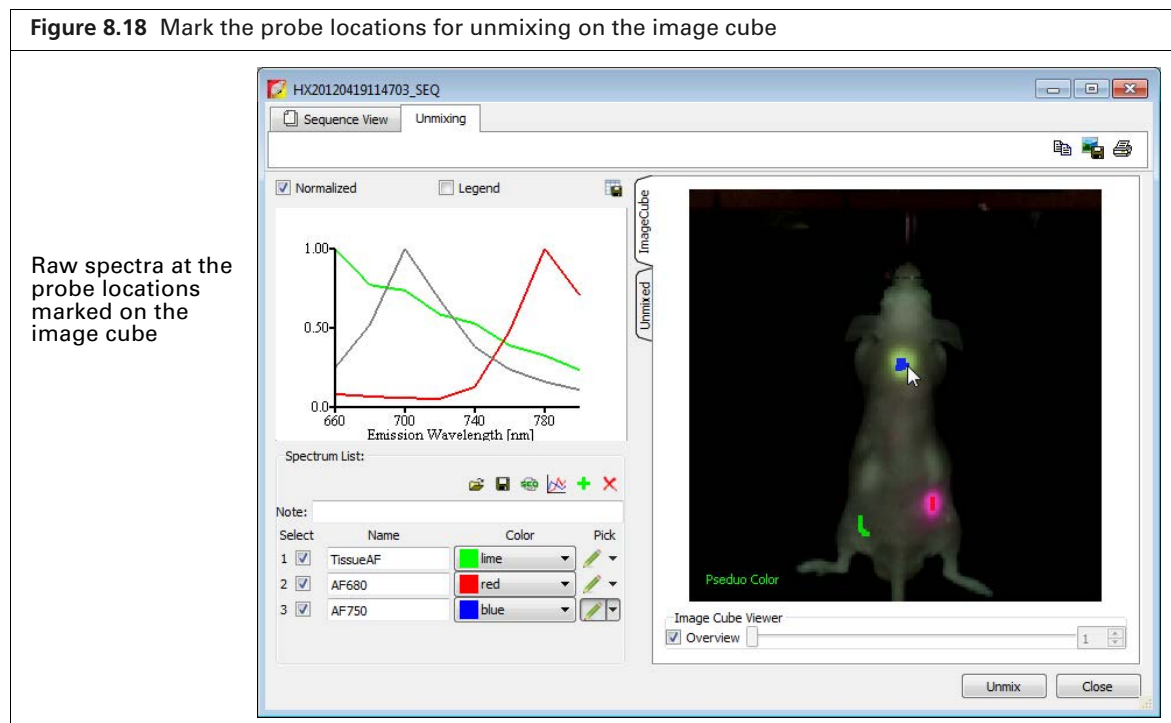 Figure 8.18 Mark the probe locations for unmixing on the image cube
Raw spectra at the
probe locations
marked on the
image cube
HX20120419114703_SEQ
Sequence View
Unmixing
Normalized
Legend
1.00
0.50
0.0
660
700
740
780
Emission Wavelength [nm]
Spectrum List:
SEQ
Note:
Select
Name
Color
Pick
1
TissueAF
lime
2
AF680
red
3
AF750
blue
ImageCube
Unmixed
Pseduo Color
Image Cube Viewer
Overview
1
Unmix
Close